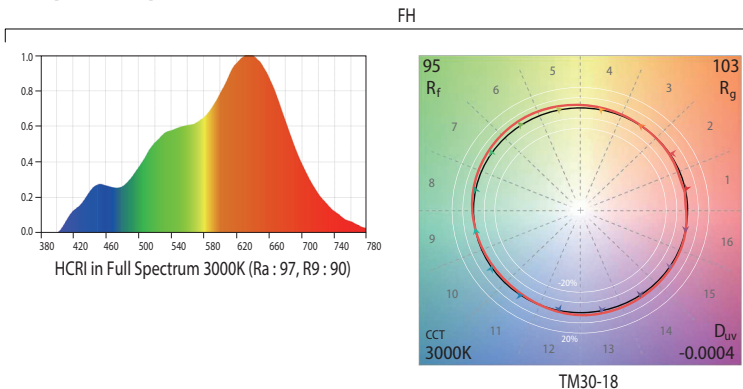 FH
1.0
0.8
0.6
0.4
0.2
0.0
380 420 460 500 540 580 620 660 700 740 780
HCRI in Full Spectrum 3000K (Ra : 97, R9 : 90)
95
Rf
103
Rg
5 4
6 3
7 2
8 1
9 16
10 15
11 14
12 13
-20%
20%
CCT
3000K
Duv
-0.0004
TM30-18